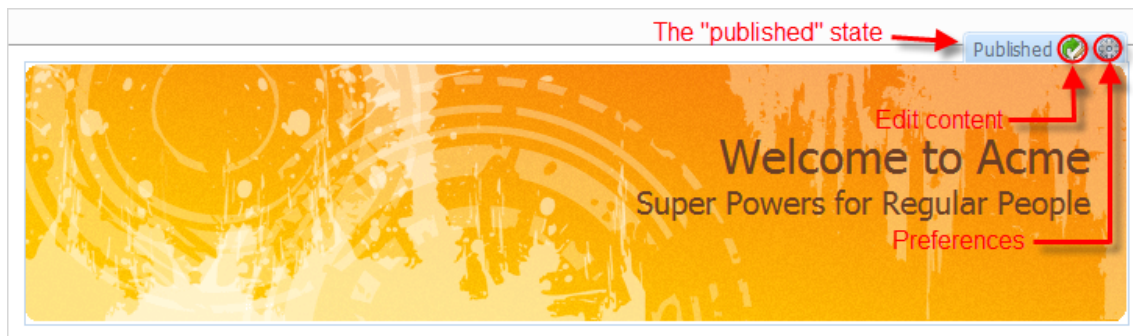 The "published" state
Published
Edit content
Welcome to Acme
Super Powers for Regular People
Preferences